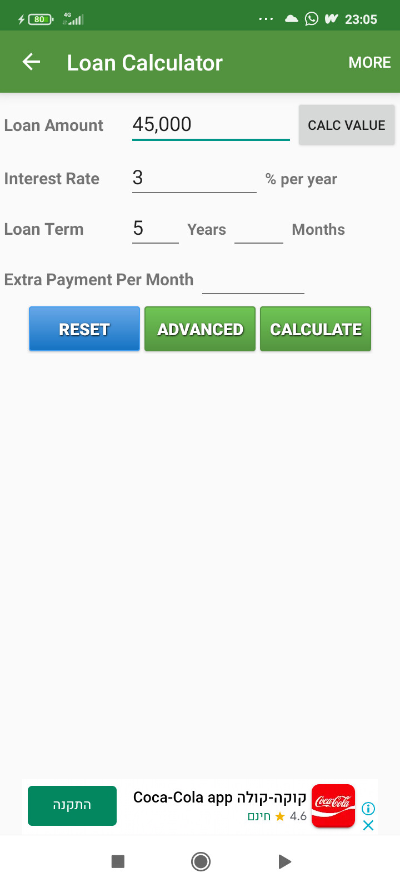 80 4G ... 23:05
Loan Calculator MORE
Loan Amount 45,000 CALC VALUE
Interest Rate 3 % per year
Loan Term 5 Years Months
Extra Payment Per Month
RESET ADVANCED CALCULATE
קוקה-קולה Coca-Cola app
4.6 ★ חינם
התקנה
Coca-Cola